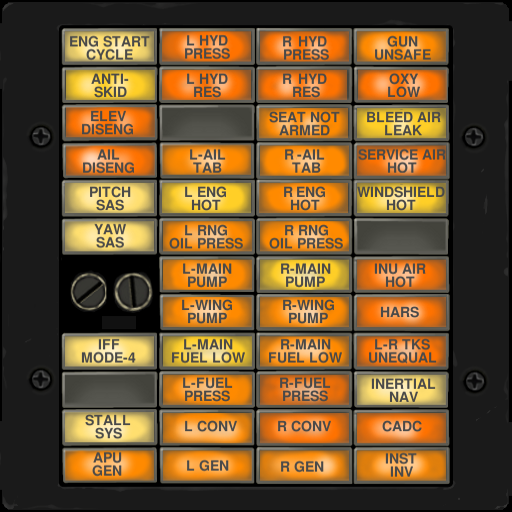 ENG START
CYCLE
L HYD
PRESS
R HYD
PRESS
GUN
UNSAFE
ANTI-
SKID
L HYD
RES
R HYD
RES
OXY
LOW
ELEV
DISENG
SEAT NOT
ARMED
BLEED AIR
LEAK
AIL
DISENG
L-AIL
TAB
R -AIL
TAB
SERVICE AIR
HOT
PITCH
SAS
L ENG
HOT
R ENG
HOT
WINDSHIELD
HOT
YAW
SAS
L RNG
OIL PRESS
R RNG
OIL PRESS
L-MAIN
PUMP
R-MAIN
PUMP
INU AIR
HOT
L-WING
PUMP
R-WING
PUMP
HARS
IFF
MODE-4
L-MAIN
FUEL LOW
R-MAIN
FUEL LOW
L-R TKS
UNEQUAL
L-FUEL
PRESS
R-FUEL
PRESS
INERTIAL
NAV
STALL
SYS
L CONV
R CONV
CADC
APU
GEN
L GEN
R GEN
INST
INV